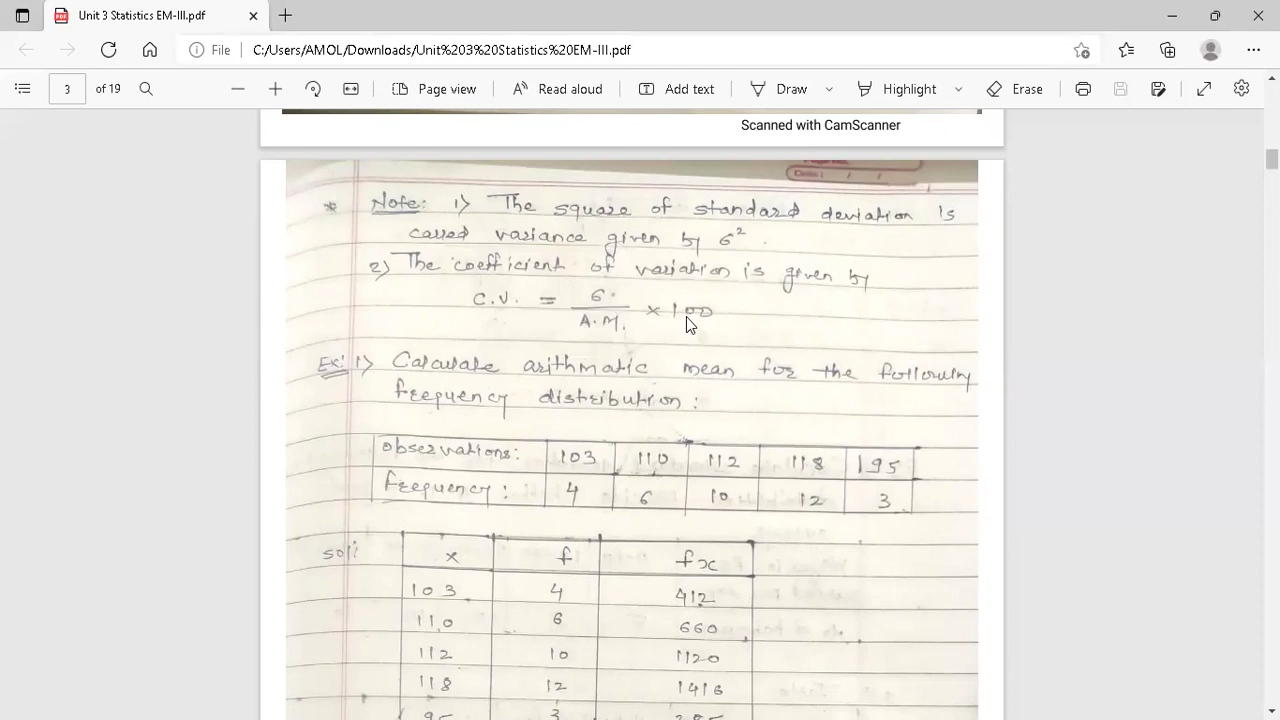 Unit 3 Statistics EM-III.pdf
File C:/Users/AMOL/Downloads/Unit%203%20Statistics%20EM-III.pdf
3 of 19 Page view Read aloud Add text Draw Highlight Erase
Scanned with CamScanner
* Note: 1) The square of standard deviation is
called variance given by σ²
2) The coefficient of variation is given by
C.V. = σ / A.M. × 100
Ex: 1) Calculate arithmatic mean for the following
frequency distribution:
observations: 103 110 112 118 195
frequency: 4 6 10 12 3
soln: x f fx
103 4 412
110 6 660
112 10 1120
118 12 1416
95 3 285